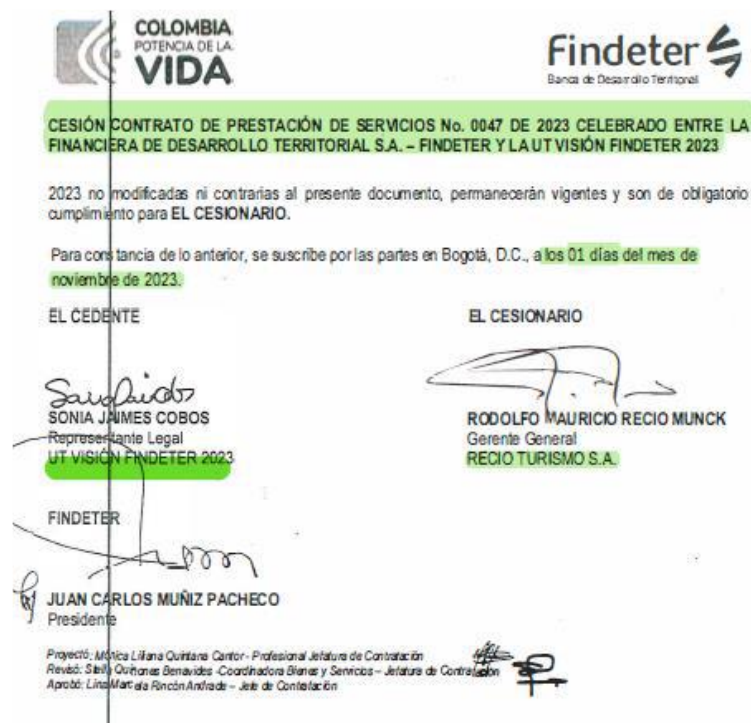 COLOMBIA
POTENCIA DE LA
VIDA
Findeter
Banca de Desarrollo Territorial
CESIÓN CONTRATO DE PRESTACIÓN DE SERVICIOS No. 0047 DE 2023 CELEBRADO ENTRE LA
FINANCIERA DE DESARROLLO TERRITORIAL S.A. – FINDETER Y LA UT VISIÓN FINDETER 2023
2023 no modificadas ni contrarias al presente documento, permanecerán vigentes y son de obligatorio
cumplimiento para EL CESIONARIO.
Para constancia de lo anterior, se suscribe por las partes en Bogotá, D.C., a los 01 días del mes de
noviembre de 2023.
EL CEDENTE
SONIA JAIMES COBOS
Representante Legal
UT VISIÓN FINDETER 2023
EL CESIONARIO
RODOLFO MAURICIO RECIO MUNCK
Gerente General
RECIO TURISMO S.A.
FINDETER
JUAN CARLOS MUÑIZ PACHECO
Presidente
Proyectó: Mónica Liliana Quintana Cantor - Profesional Jefatura de Contratación
Revisó: Stella Quiñones Benavides - Coordinadora Bienes y Servicios – Jefatura de Contratación
Aprobó: Lina Marcela Rincón Andrade – Jefe de Contratación